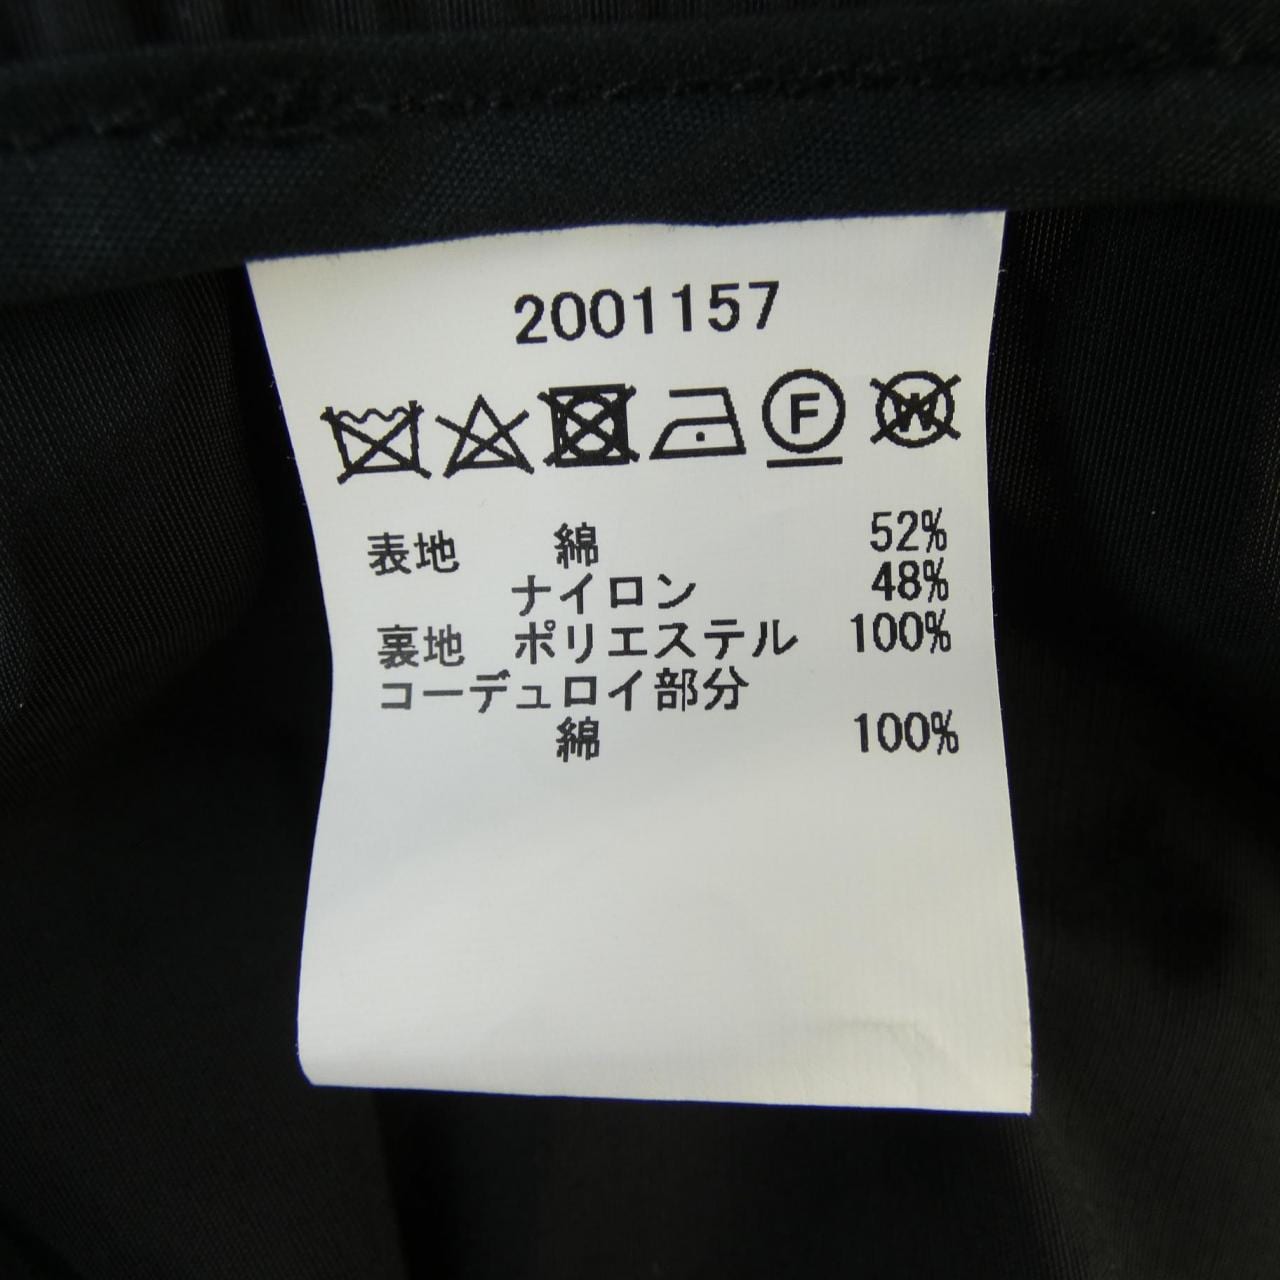 2001157
F W
表地 綿 52%
ナイロン 48%
裏地 ポリエステル 100%
コーデュロイ部分
綿 100%